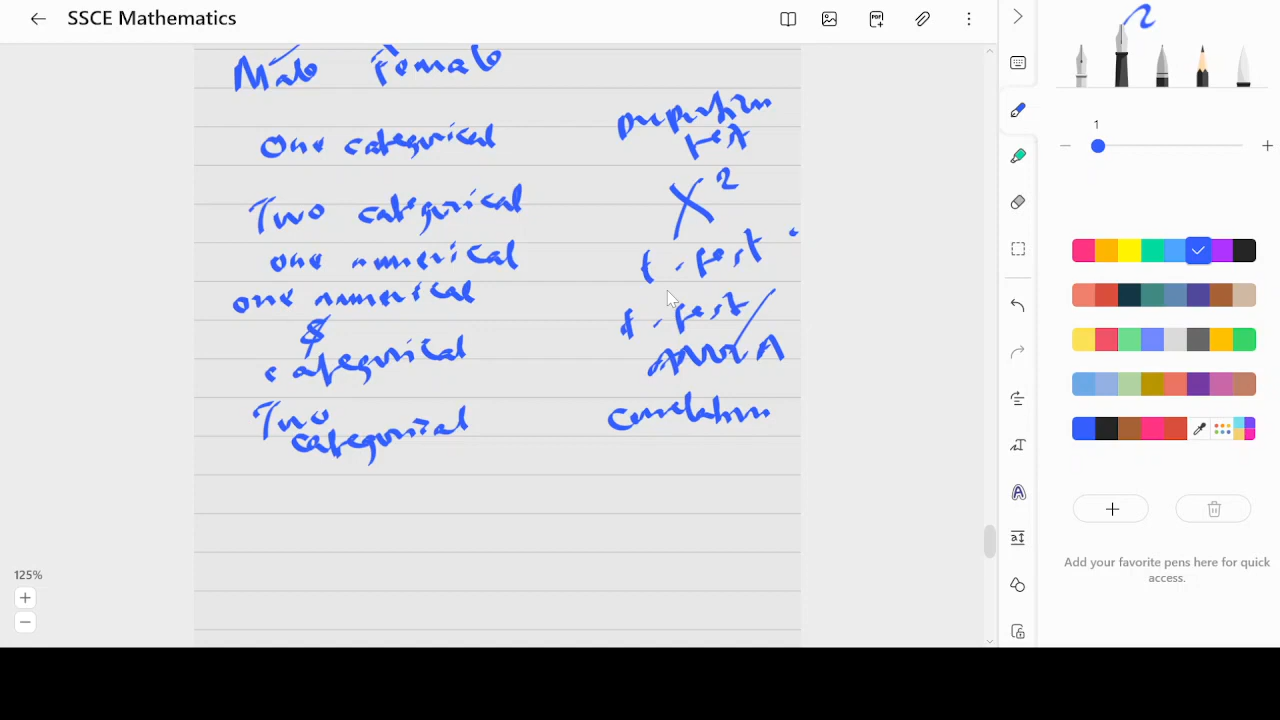 SSCE Mathematics
Male Female
One categorical
proportion
test
Two categorical
X²
one numerical
t-test
one numerical
&
categorical
t-test/
ANOVA
Two
categorical
Correlation
1
125%
Add your favorite pens here for quick
access.